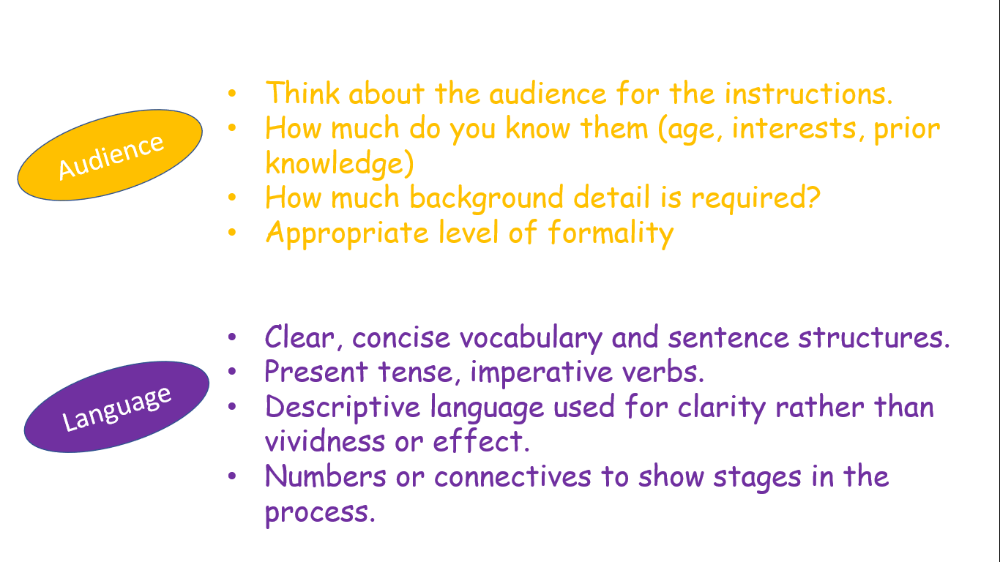 Audience
• Think about the audience for the instructions.
• How much do you know them (age, interests, prior
knowledge)
• How much background detail is required?
• Appropriate level of formality
Language
• Clear, concise vocabulary and sentence structures.
• Present tense, imperative verbs.
• Descriptive language used for clarity rather than
vividness or effect.
• Numbers or connectives to show stages in the
process.